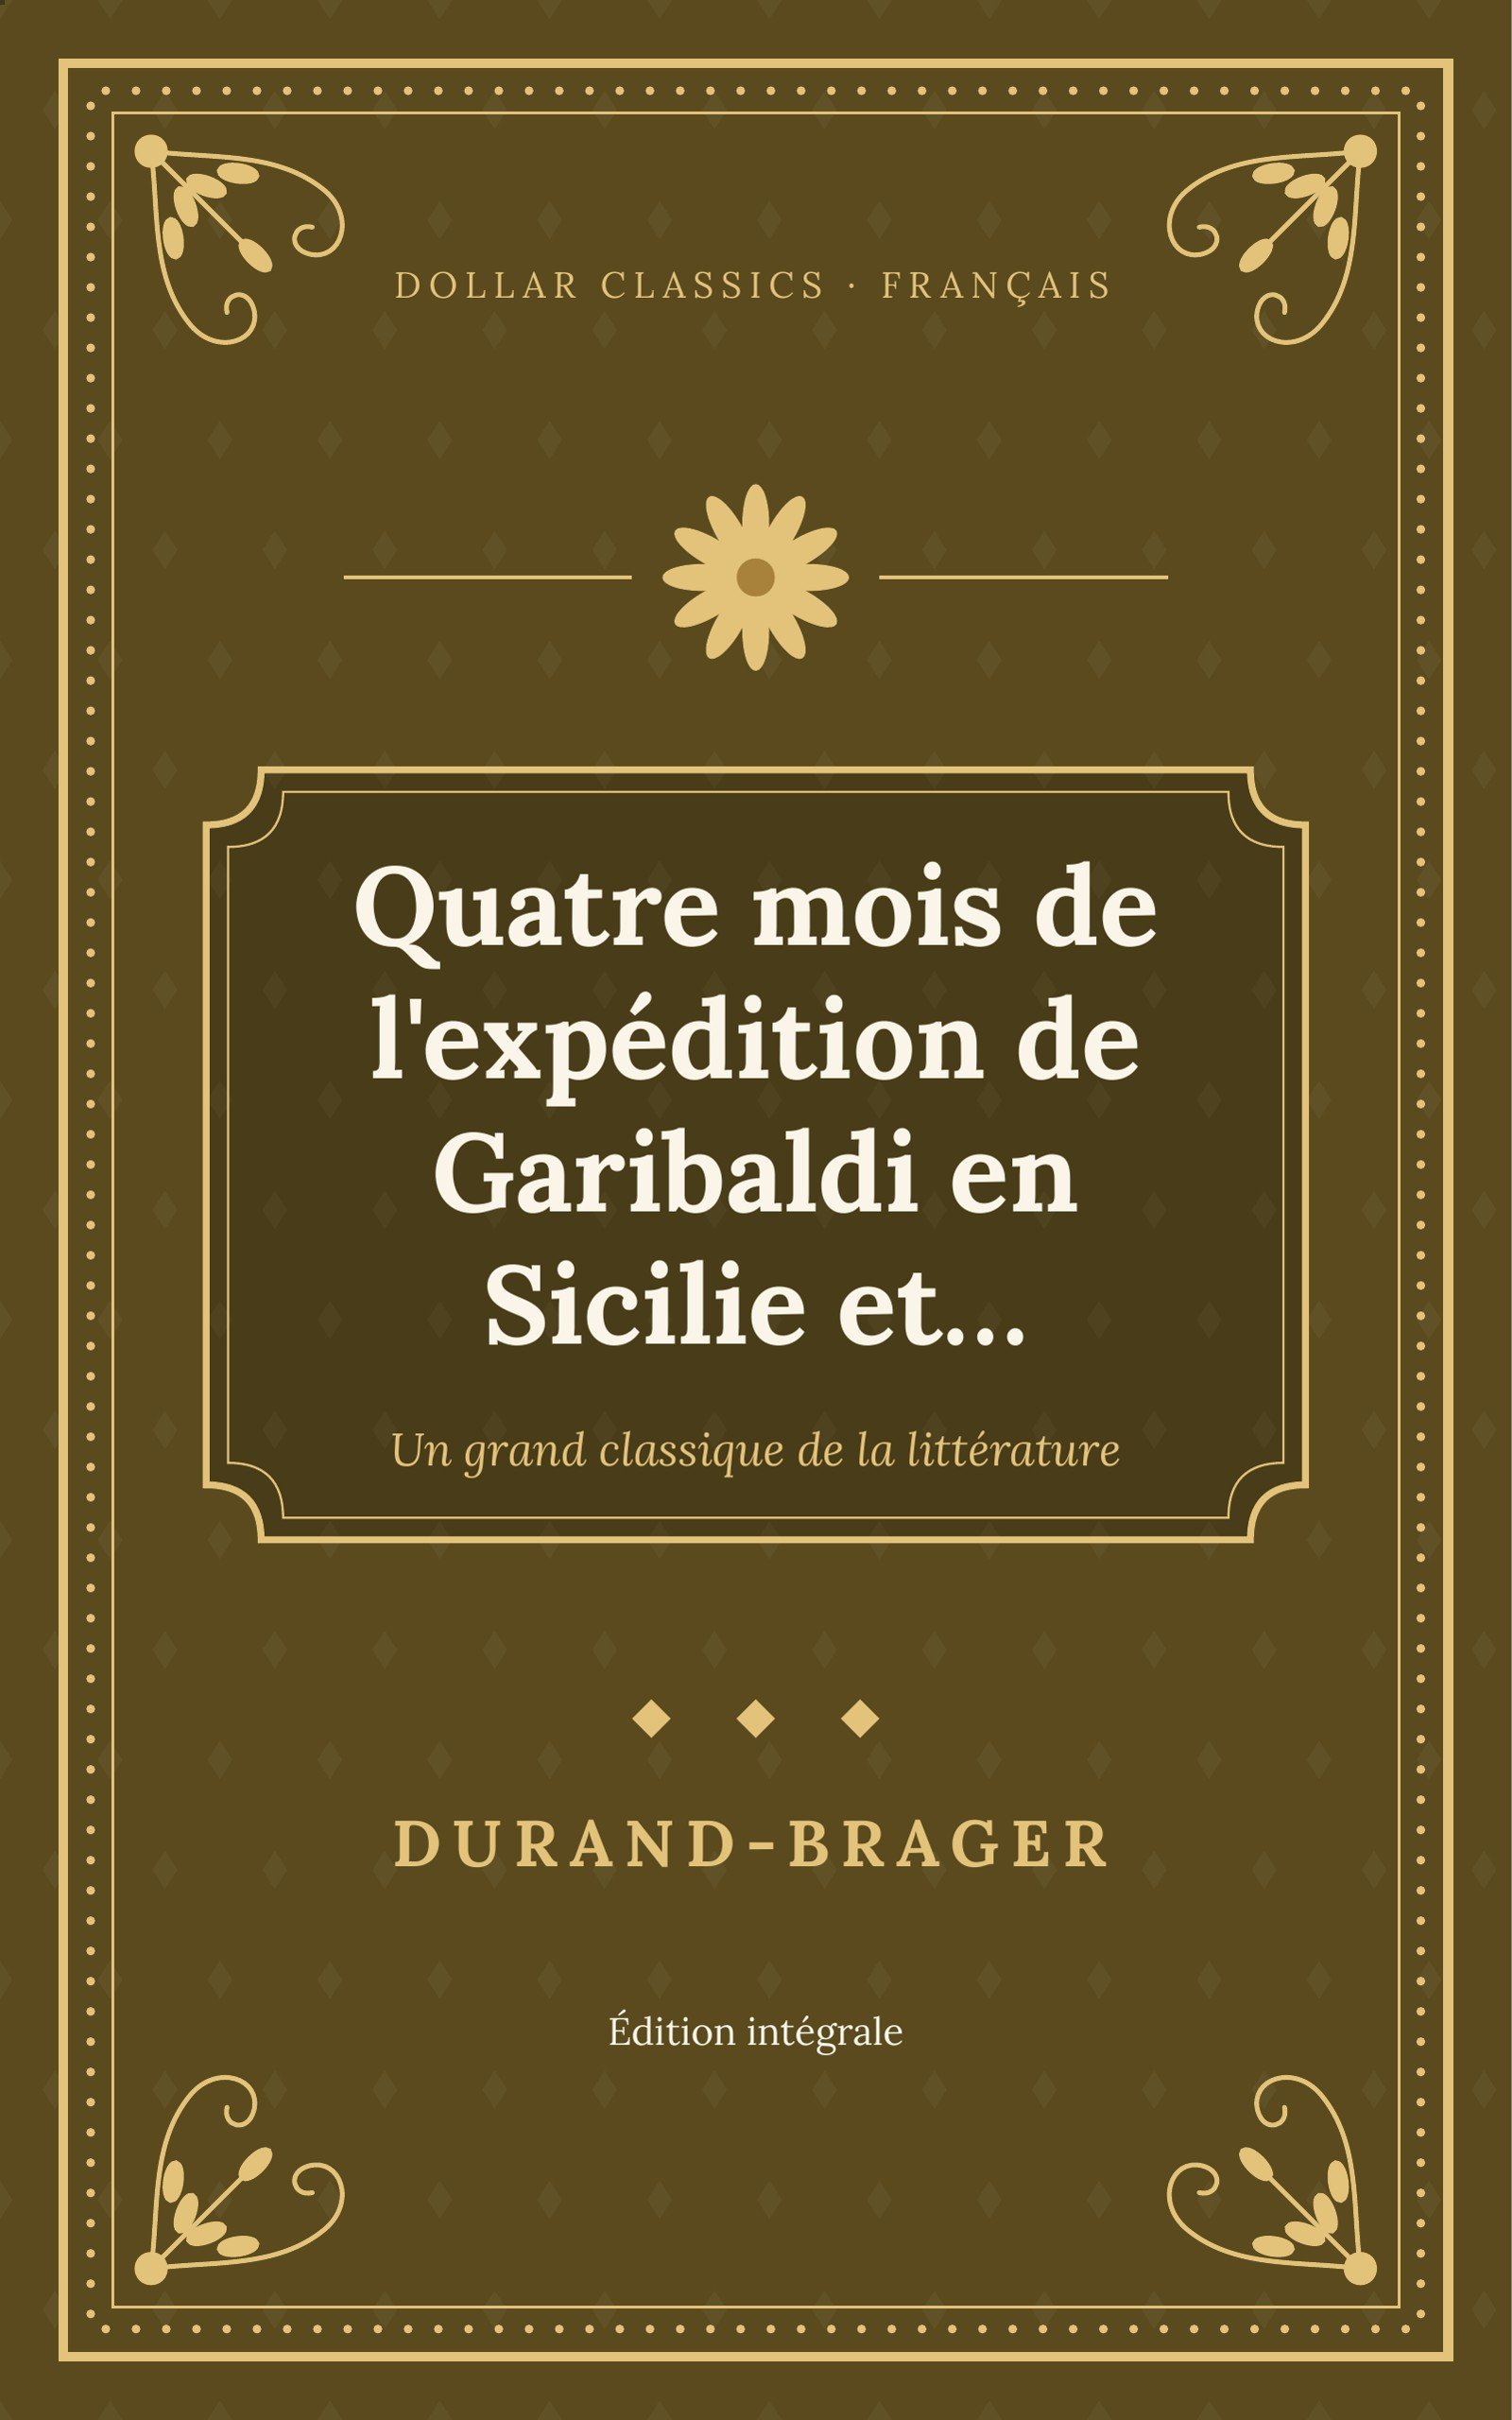 DOLLAR CLASSICS · FRANÇAIS
Quatre mois de
l'expédition de
Garibaldi en
Sicilie et...
Un grand classique de la littérature
DURAND-BRAGER
Édition intégrale